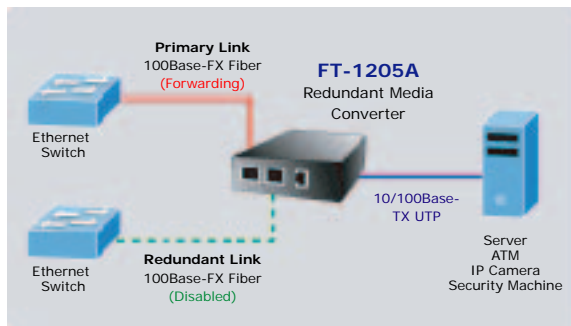 Primary Link
100Base-FX Fiber
(Forwarding)
FT-1205A
Redundant Media
Converter
Ethernet
Switch
10/100Base-
TX UTP
Server
ATM
IP Camera
Security Machine
Ethernet
Switch
Redundant Link
100Base-FX Fiber
(Disabled)